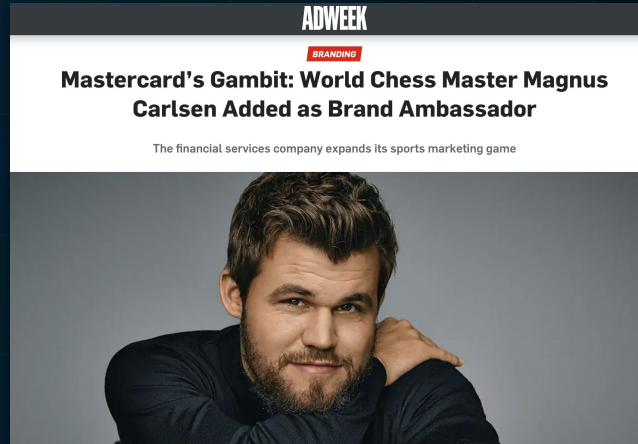 ADWEEK
BRANDING
Mastercard's Gambit: World Chess Master Magnus
Carlsen Added as Brand Ambassador
The financial services company expands its sports marketing game